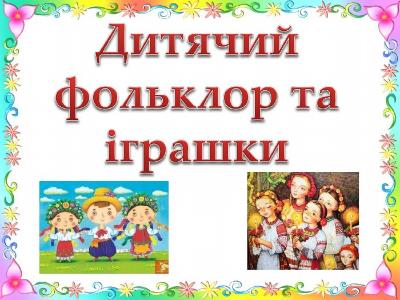 Дитячий
фольклор та
іграшки